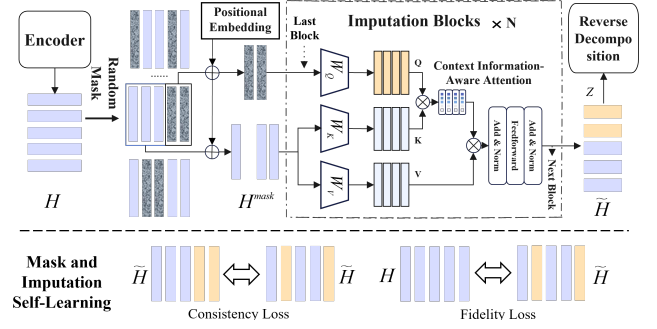 Encoder
Random
Mask
Positional
Embedding
Last
Block
Imputation Blocks × N
Reverse
Decompo
sition
W_Q
Q
Context Information-
Aware Attention
Z
W_K
K
W_V
V
Add & Norm
Feedforward
Add & Norm
Next Block
H
......
H^mask
H̃
Mask and
Imputation
Self-Learning
H̃
H̃
Consistency Loss
H
H̃
Fidelity Loss